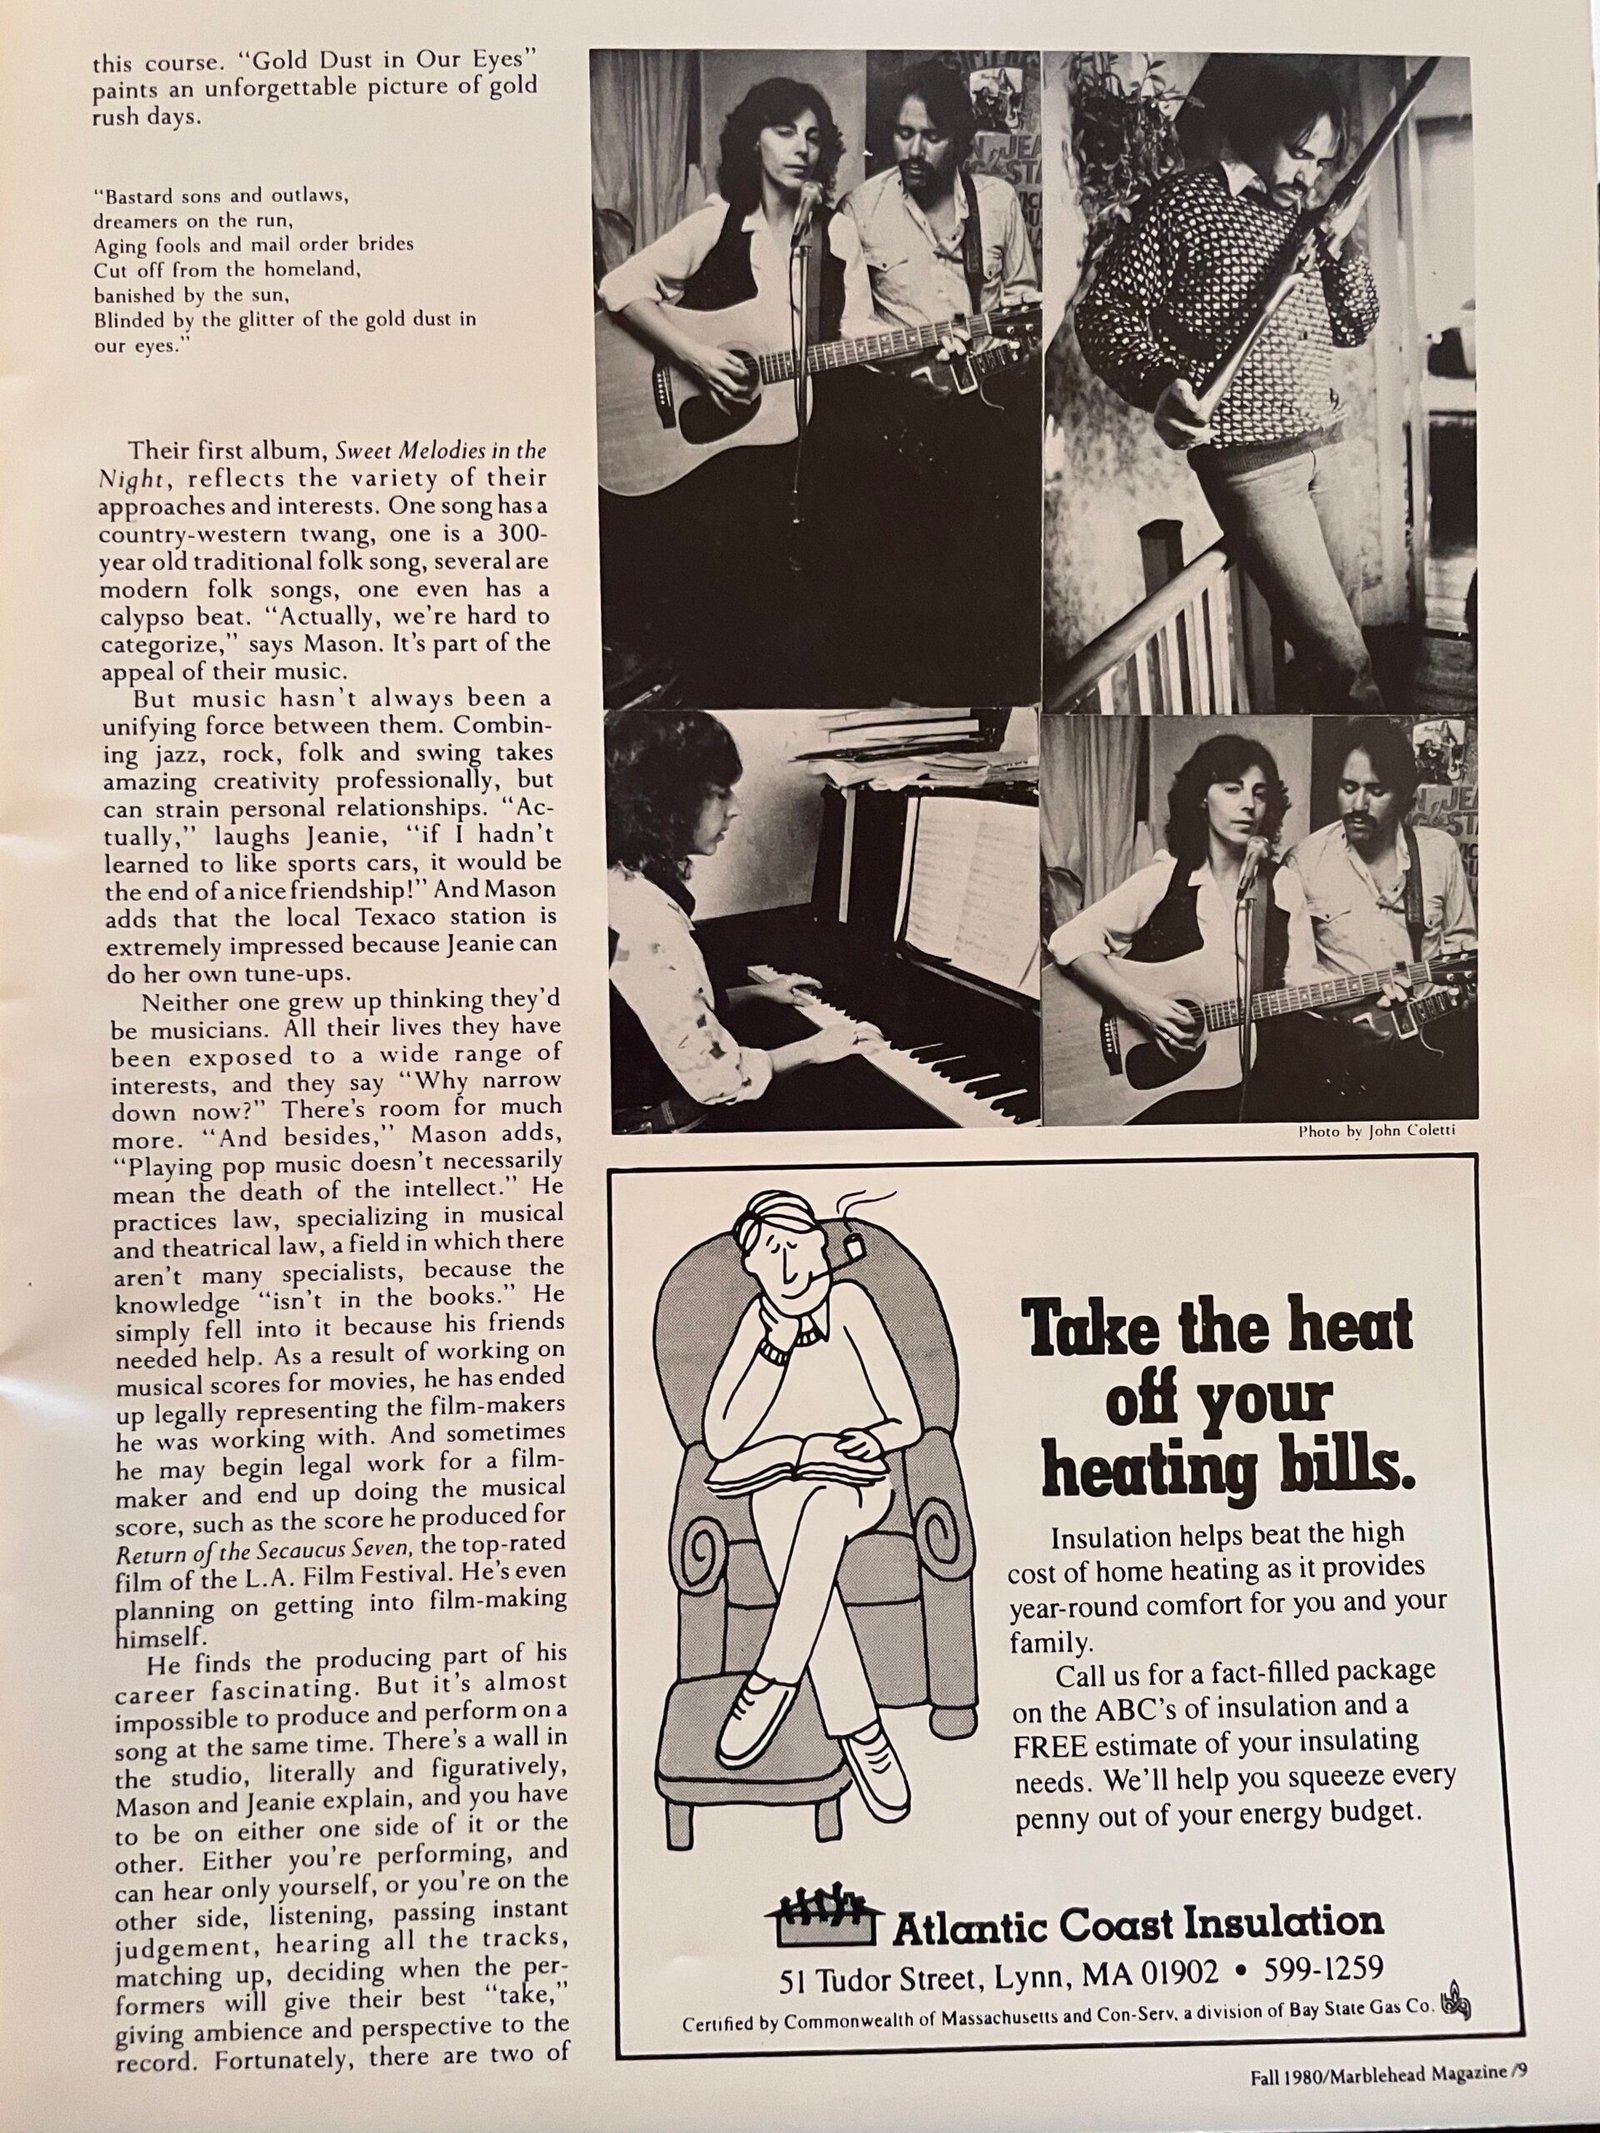 this course. “Gold Dust in Our Eyes”
paints an unforgettable picture of gold
rush days.
“Bastard sons and outlaws,
dreamers on the run,
Aging fools and mail order brides
Cut off from the homeland,
banished by the sun,
Blinded by the glitter of the gold dust in
our eyes.”
Their first album, Sweet Melodies in the
Night, reflects the variety of their
approaches and interests. One song has a
country-western twang, one is a 300-
year old traditional folk song, several are
modern folk songs, one even has a
calypso beat. “Actually, we’re hard to
categorize,” says Mason. It’s part of the
appeal of their music.
But music hasn’t always been a
unifying force between them. Combin-
ing jazz, rock, folk and swing takes
amazing creativity professionally, but
can strain personal relationships. “Ac-
tually,” laughs Jeanie, “if I hadn’t
learned to like sports cars, it would be
the end of a nice friendship!” And Mason
adds that the local Texaco station is
extremely impressed because Jeanie can
do her own tune-ups.
Neither one grew up thinking they’d
be musicians. All their lives they have
been exposed to a wide range of
interests, and they say “Why narrow
down now?” There’s room for much
more. “And besides,” Mason adds,
“Playing pop music doesn’t necessarily
mean the death of the intellect.” He
practices law, specializing in musical
and theatrical law, a field in which there
aren’t many specialists, because the
knowledge “isn’t in the books.” He
simply fell into it because his friends
needed help. As a result of working on
musical scores for movies, he has ended
up legally representing the film-makers
he was working with. And sometimes
he may begin legal work for a film-
maker and end up doing the musical
score, such as the score he produced for
Return of the Secaucus Seven, the top-rated
film of the L.A. Film Festival. He’s even
planning on getting into film-making
himself.
He finds the producing part of his
career fascinating. But it’s almost
impossible to produce and perform on a
song at the same time. There’s a wall in
the studio, literally and figuratively,
Mason and Jeanie explain, and you have
to be on either one side of it or the
other. Either you’re performing, and
can hear only yourself, or you’re on the
other side, listening, passing instant
judgement, hearing all the tracks,
matching up, deciding when the per-
formers will give their best “take,”
giving ambience and perspective to the
record. Fortunately, there are two of
Photo by John Coletti
Take the heat
off your
heating bills.
Insulation helps beat the high
cost of home heating as it provides
year-round comfort for you and your
family.
Call us for a fact-filled package
on the ABC’s of insulation and a
FREE estimate of your insulating
needs. We’ll help you squeeze every
penny out of your energy budget.
Atlantic Coast Insulation
51 Tudor Street, Lynn, MA 01902 • 599-1259
Certified by Commonwealth of Massachusetts and Con-Serv, a division of Bay State Gas Co.
Fall 1980/Marblehead Magazine /9